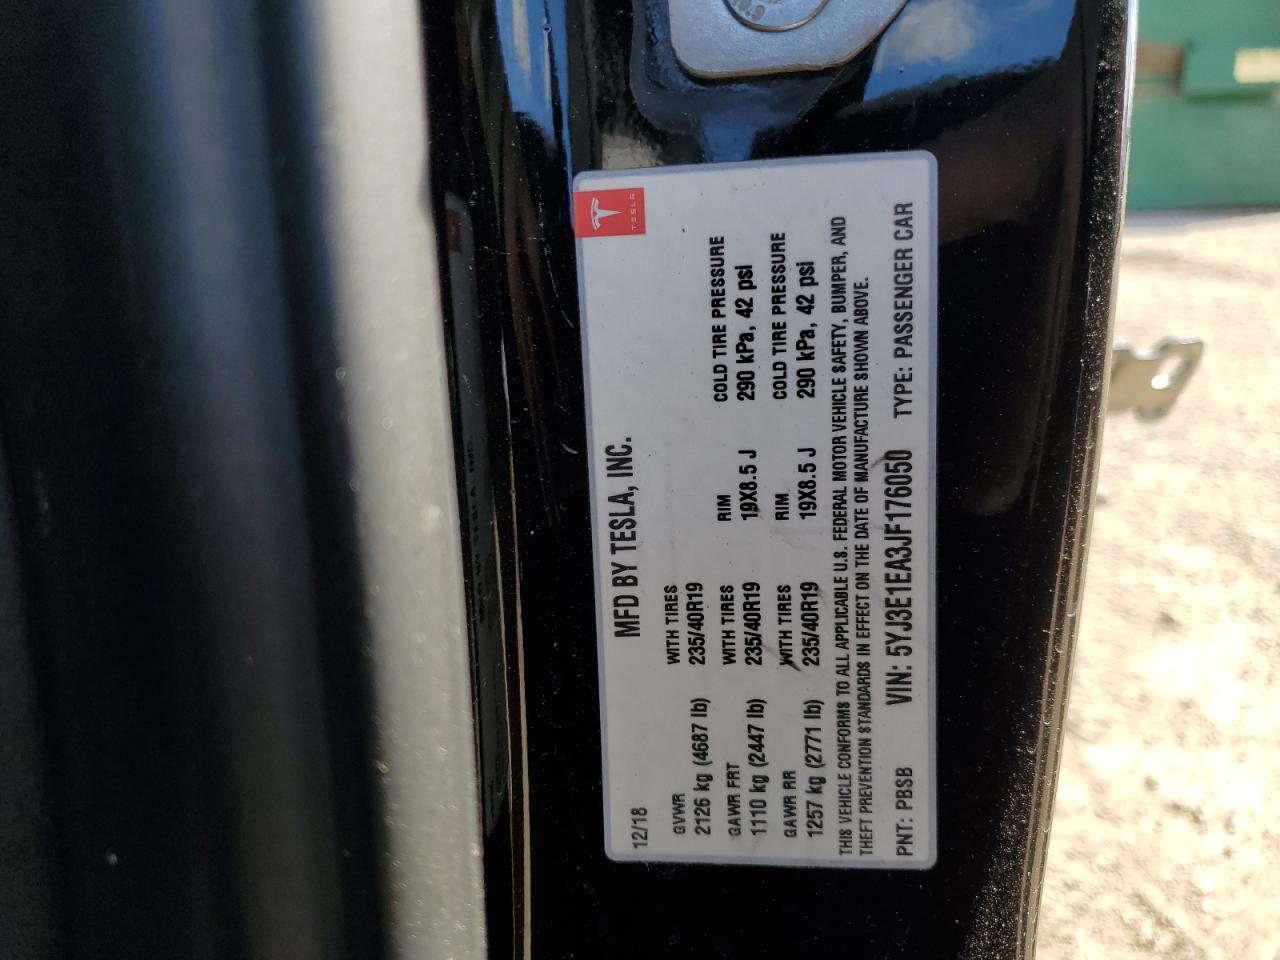 TESLA
MFD BY TESLA, INC.
12/18
GVWR WITH TIRES
2126 kg (4687 lb) 235/40R19
GAWR FRT WITH TIRES RIM COLD TIRE PRESSURE
1110 kg (2447 lb) 235/40R19 19X8.5 J 290 kPa, 42 psi
GAWR RR WITH TIRES RIM COLD TIRE PRESSURE
1257 kg (2771 lb) 235/40R19 19X8.5 J 290 kPa, 42 psi
THIS VEHICLE CONFORMS TO ALL APPLICABLE U.S. FEDERAL MOTOR VEHICLE SAFETY, BUMPER, AND
THEFT PREVENTION STANDARDS IN EFFECT ON THE DATE OF MANUFACTURE SHOWN ABOVE.
PNT: PBSB VIN: 5YJ3E1EA3JF176050 TYPE: PASSENGER CAR